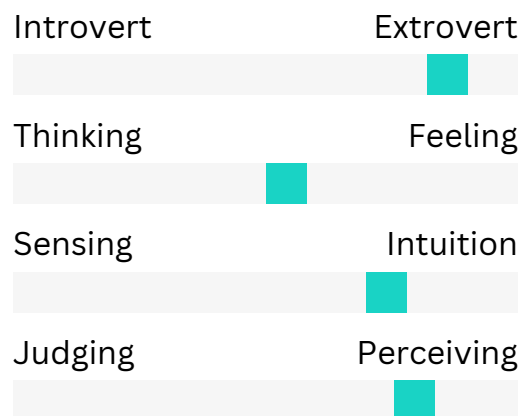 Introvert Extrovert
Thinking Feeling
Sensing Intuition
Judging Perceiving